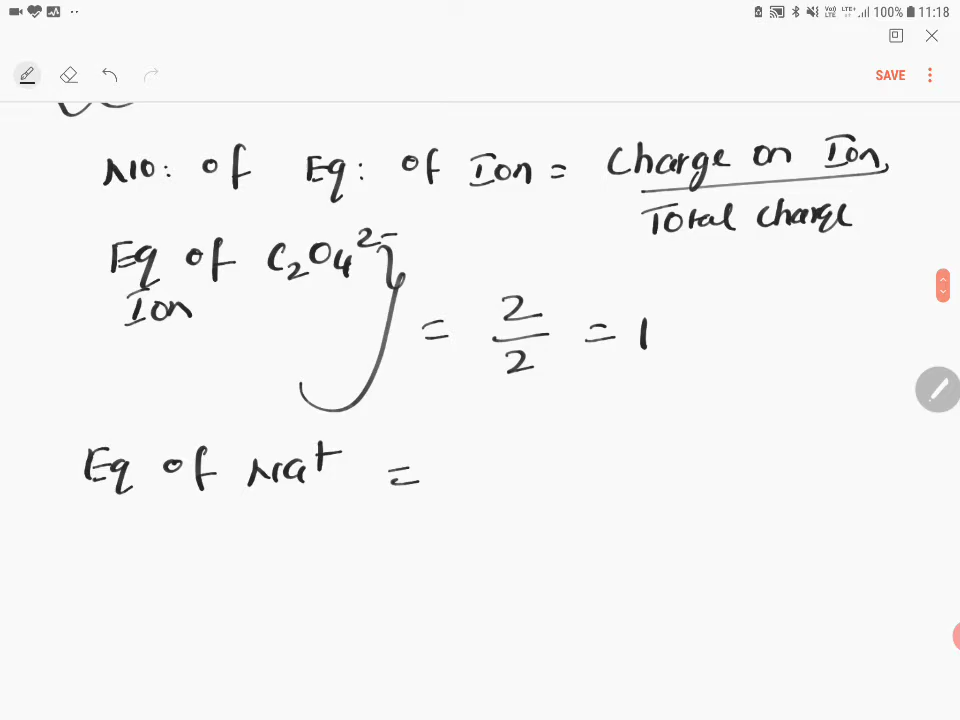 100% 11:18
SAVE
No: of Eq: of Ion = Charge on Ion
Total charge
Eq of C2O4 2-
Ion
= 2/2 = 1
Eq of Na+ =